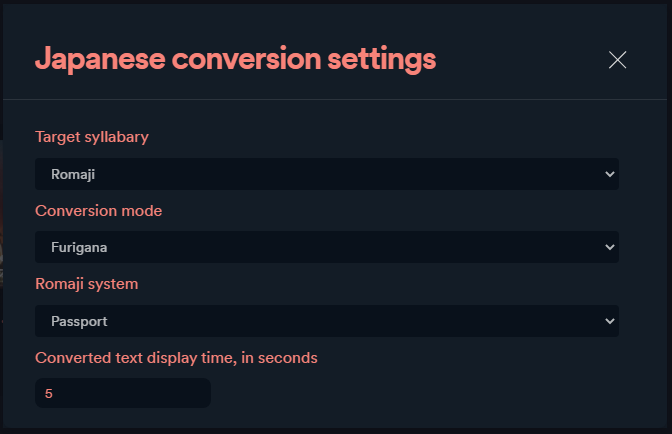 Japanese conversion settings
Target syllabary
Romaji
Conversion mode
Furigana
Romaji system
Passport
Converted text display time, in seconds
5